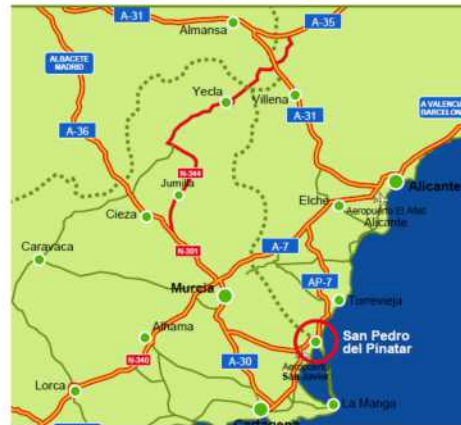 A-31
A-35
Almansa
ALBACETE
MADRID
Yecla
Villena
A-31
A VALENCIA
BARCELON
A-36
N-344
Jumilla
Alicante
Elche
Aeropuerto El Altet
Alicante
Cieza
N-301
A-7
Caravaca
AP-7
Murcia
Torrevieja
San Pedro
del Pinatar
Alhama
N-340
A-30
Aeropuerto
San Javier
Lorca
La Manga
Cartagena